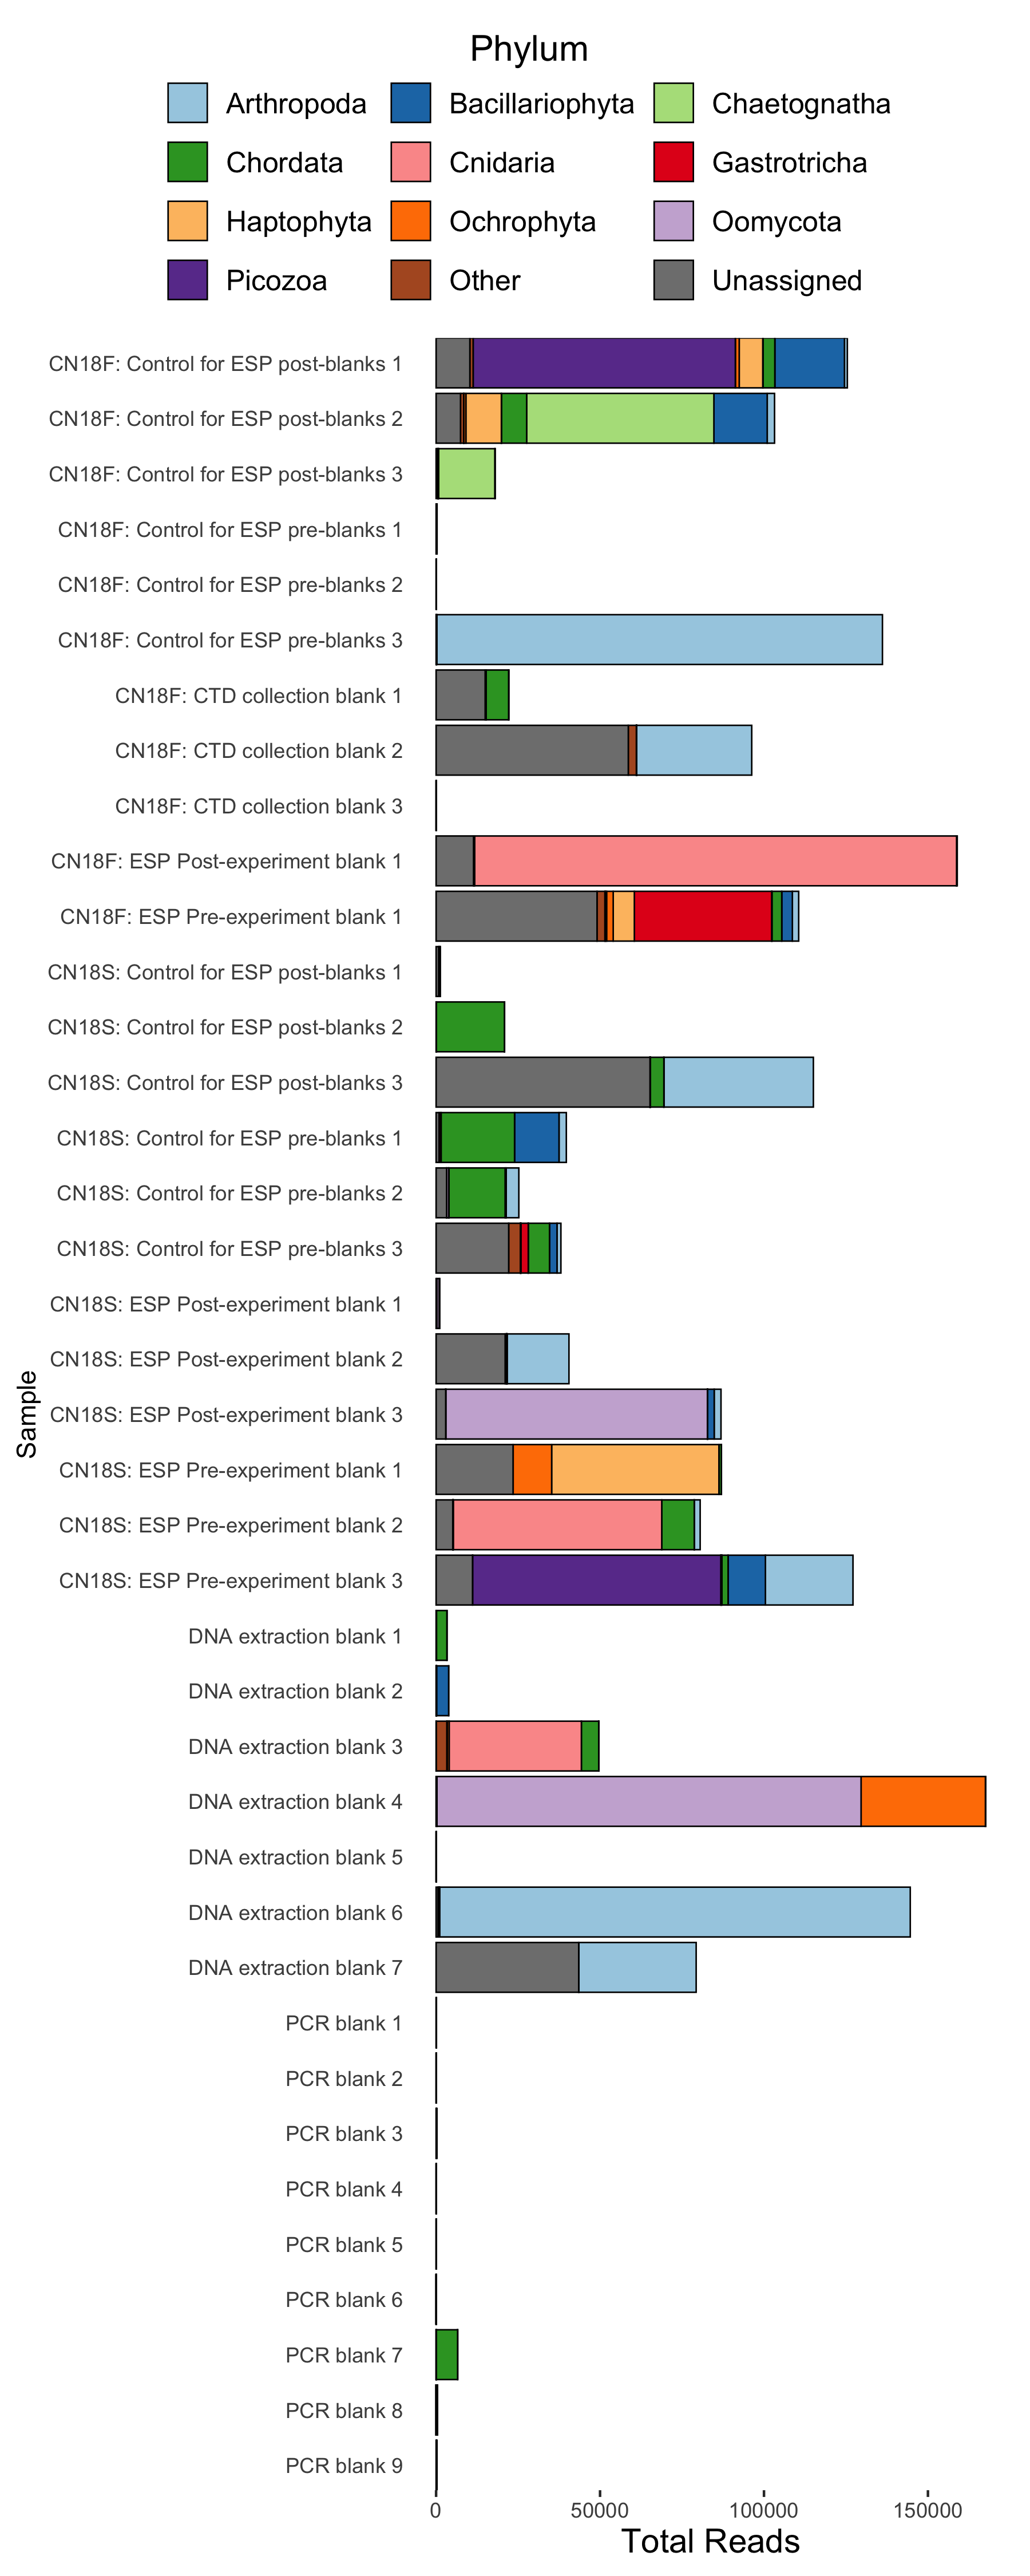 Phylum
Arthropoda Bacillariophyta Chaetognatha
Chordata Cnidaria Gastrotricha
Haptophyta Ochrophyta Oomycota
Picozoa Other Unassigned
CN18F: Control for ESP post-blanks 1
CN18F: Control for ESP post-blanks 2
CN18F: Control for ESP post-blanks 3
CN18F: Control for ESP pre-blanks 1
CN18F: Control for ESP pre-blanks 2
CN18F: Control for ESP pre-blanks 3
CN18F: CTD collection blank 1
CN18F: CTD collection blank 2
CN18F: CTD collection blank 3
CN18F: ESP Post-experiment blank 1
CN18F: ESP Pre-experiment blank 1
CN18S: Control for ESP post-blanks 1
CN18S: Control for ESP post-blanks 2
CN18S: Control for ESP post-blanks 3
CN18S: Control for ESP pre-blanks 1
CN18S: Control for ESP pre-blanks 2
CN18S: Control for ESP pre-blanks 3
CN18S: ESP Post-experiment blank 1
CN18S: ESP Post-experiment blank 2
CN18S: ESP Post-experiment blank 3
CN18S: ESP Pre-experiment blank 1
CN18S: ESP Pre-experiment blank 2
CN18S: ESP Pre-experiment blank 3
DNA extraction blank 1
DNA extraction blank 2
DNA extraction blank 3
DNA extraction blank 4
DNA extraction blank 5
DNA extraction blank 6
DNA extraction blank 7
PCR blank 1
PCR blank 2
PCR blank 3
PCR blank 4
PCR blank 5
PCR blank 6
PCR blank 7
PCR blank 8
PCR blank 9
Sample
0 50000 100000 150000
Total Reads